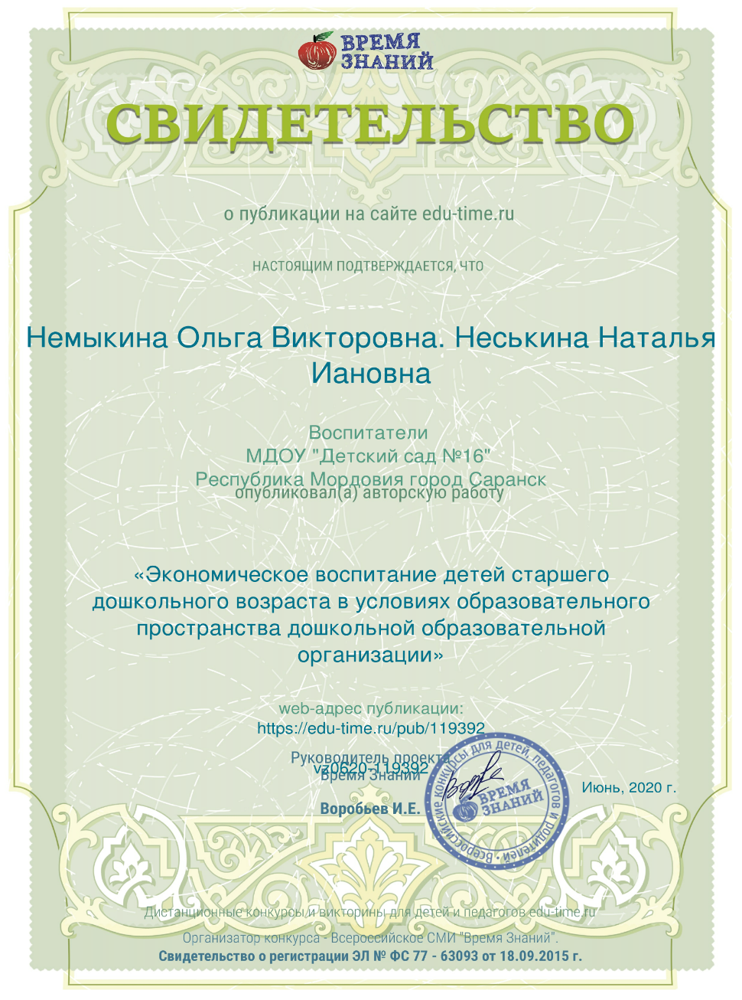 ВРЕМЯ
ЗНАНИЙ
СВИДЕТЕЛЬСТВО
о публикации на сайте edu-time.ru
НАСТОЯЩИМ ПОДТВЕРЖДАЕТСЯ, ЧТО
Немыкина Ольга Викторовна. Неськина Наталья
Иановна
Воспитатели
МДОУ "Детский сад №16"
Республика Мордовия город Саранск
опубликовал(а) авторскую работу
«Экономическое воспитание детей старшего
дошкольного возраста в условиях образовательного
пространства дошкольной образовательной
организации»
web-адрес публикации:
https://edu-time.ru/pub/119392
Руководитель проекта
vz0620-119392
Время Знаний
Воробьев И.Е.
Всероссийские конкурсы для детей, педагогов и родителей •
ВРЕМЯ
ЗНАНИЙ
Июнь, 2020 г.
Дистанционные конкурсы и викторины для детей и педагогов edu-time.ru
Организатор конкурса - Всероссийское СМИ "Время Знаний".
Свидетельство о регистрации ЭЛ № ФС 77 - 63093 от 18.09.2015 г.